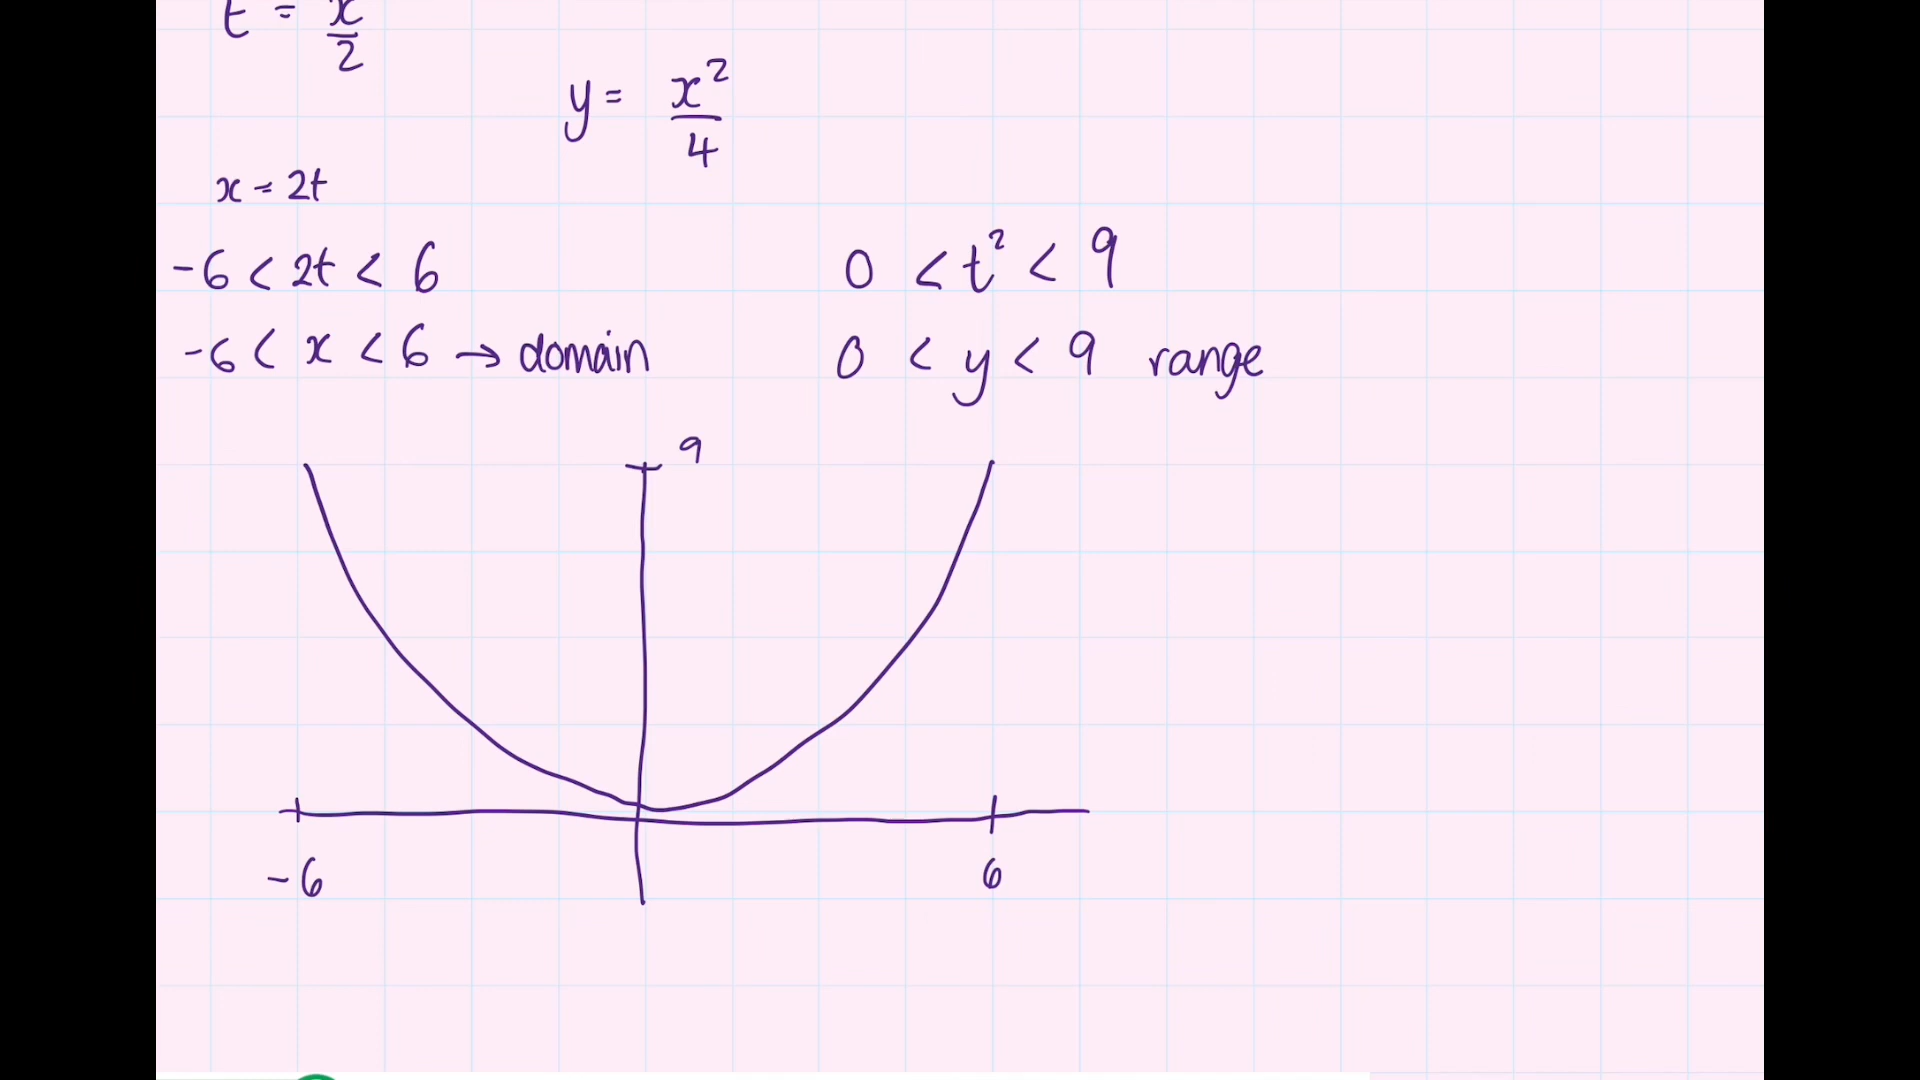 t = x/2
y = x²/4
x = 2t
-6 < 2t < 6
0 < t² < 9
-6 < x < 6 → domain
0 < y < 9 range
9
-6
6